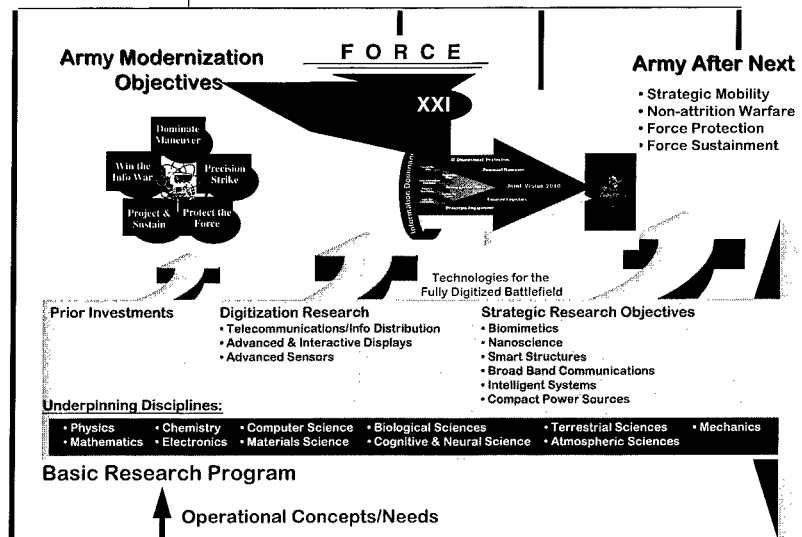 Army Modernization
Objectives
FORCE
XXI
Army After Next
• Strategic Mobility
• Non-attrition Warfare
• Force Protection
• Force Sustainment
Dominate
Maneuver
Win the
Info War
Precision
Strike
Project &
Sustain
Protect the
Force
Information Dominance
Joint Vision 2010
Technologies for the
Fully Digitized Battlefield
Prior Investments
Digitization Research
• Telecommunications/Info Distribution
• Advanced & Interactive Displays
• Advanced Sensors
Strategic Research Objectives
• Biomimetics
• Nanoscience
• Smart Structures
• Broad Band Communications
• Intelligent Systems
• Compact Power Sources
Underpinning Disciplines:
• Physics • Chemistry • Computer Science • Biological Sciences • Terrestrial Sciences • Mechanics
• Mathematics • Electronics • Materials Science • Cognitive & Neural Science • Atmospheric Sciences
Basic Research Program
Operational Concepts/Needs